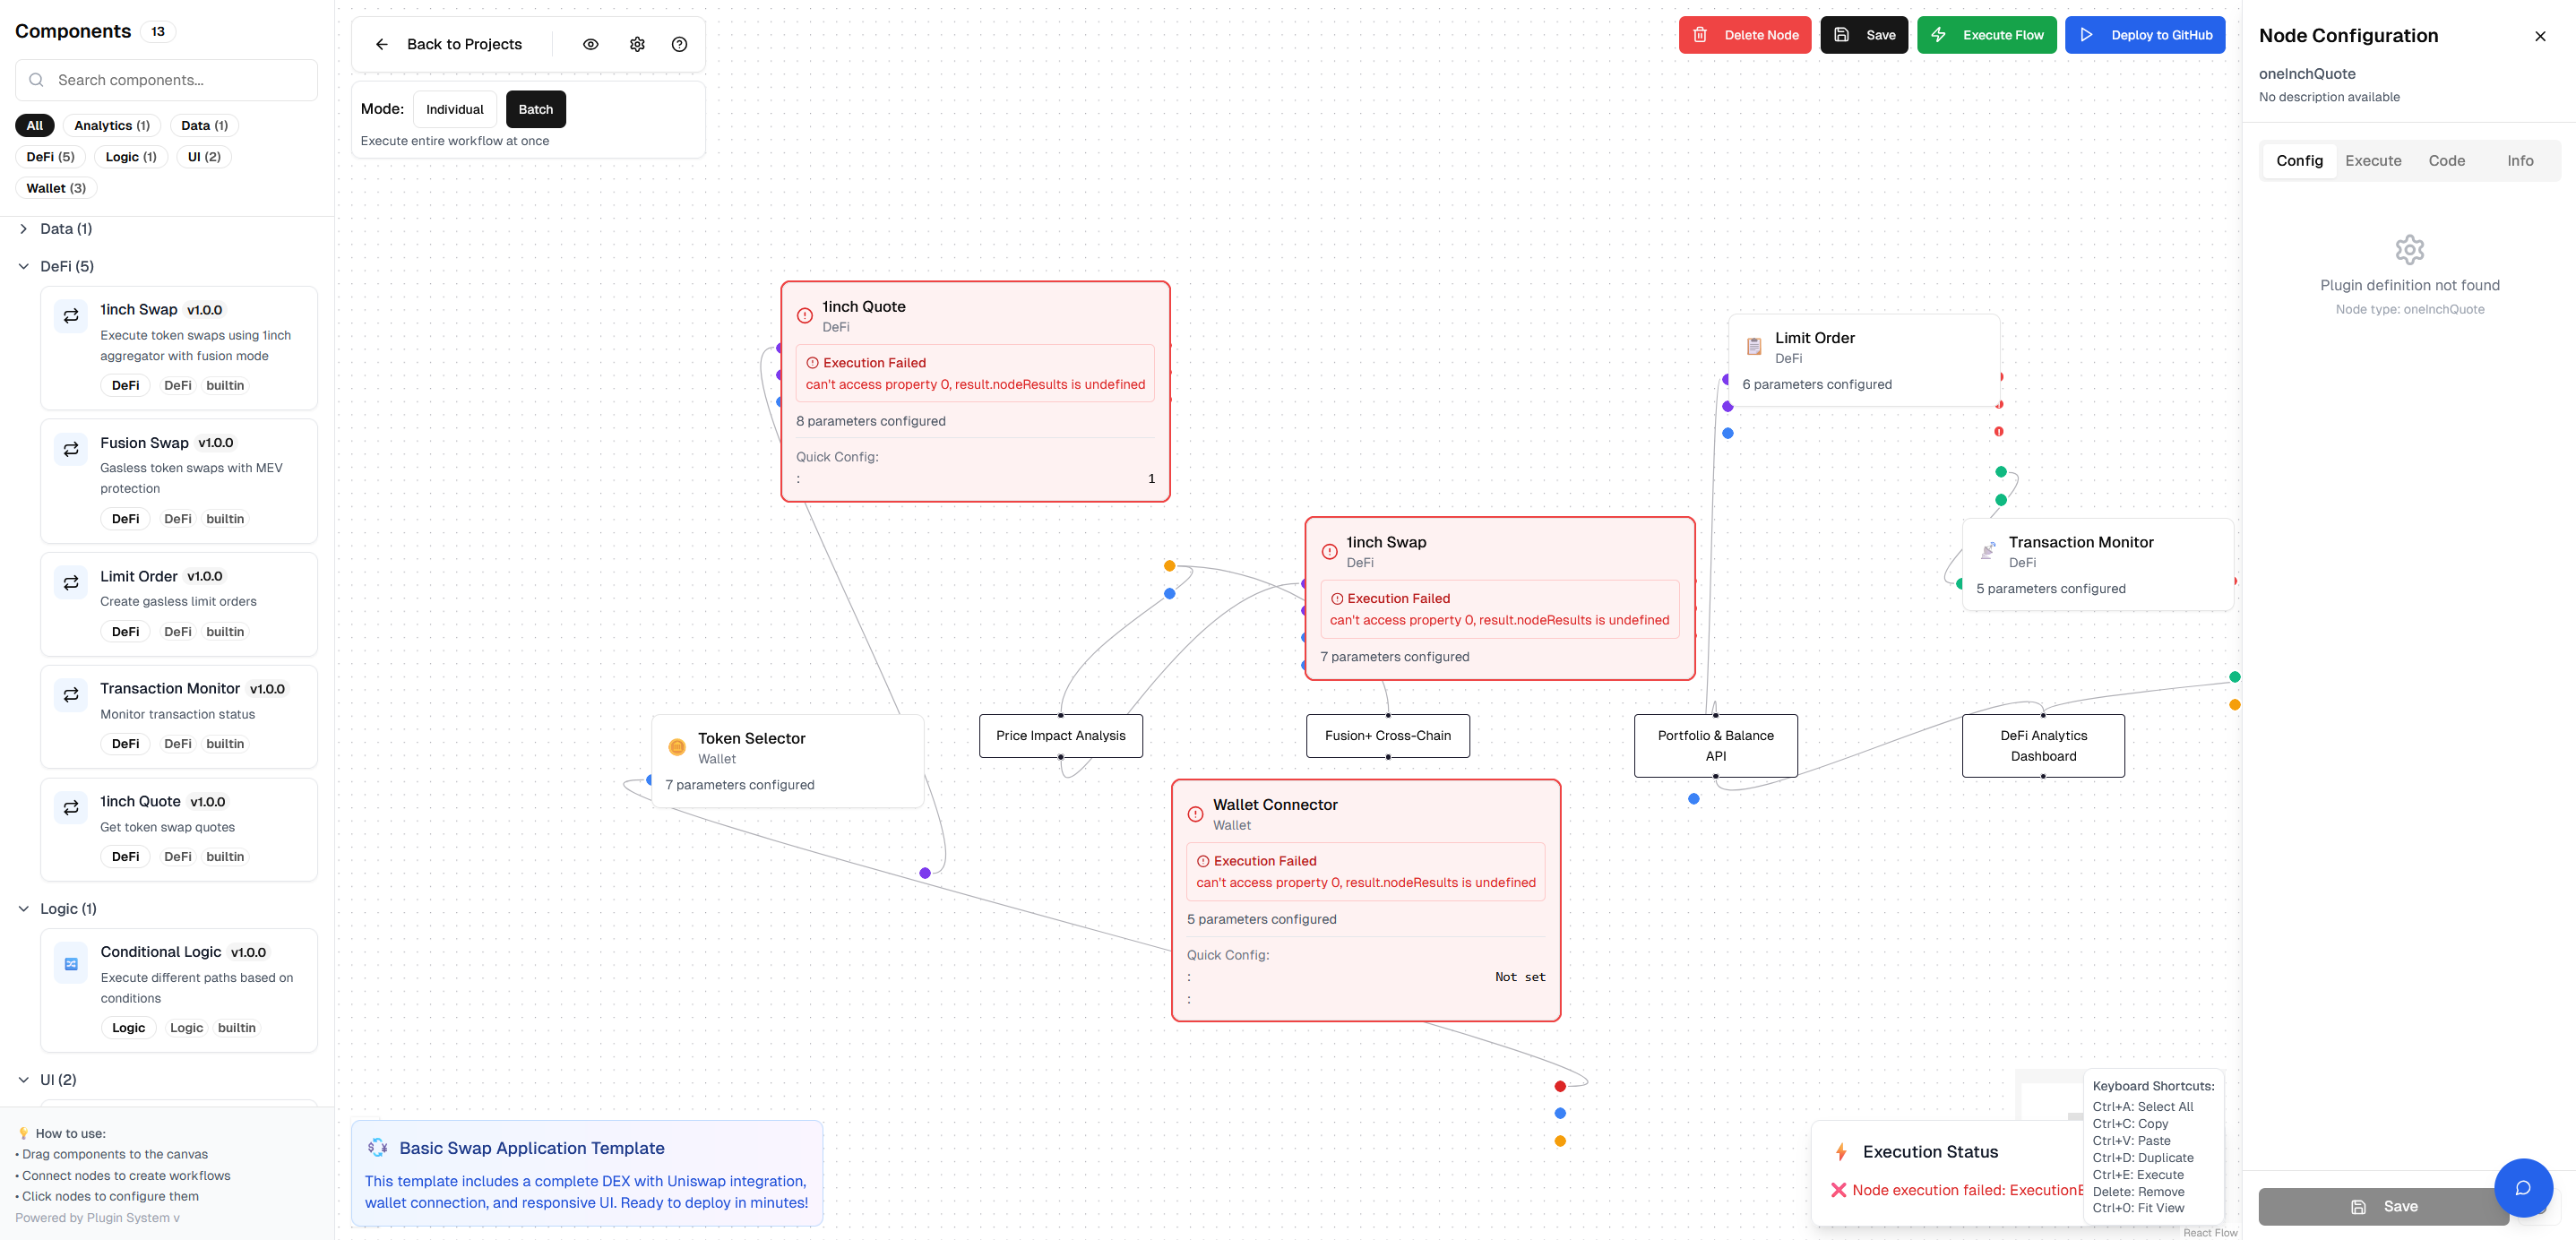 Components 13
Search components...
All
Analytics (1)
Data (1)
DeFi (5)
Logic (1)
UI (2)
Wallet (3)
Data (1)
DeFi (5)
1inch Swap v1.0.0
Execute token swaps using 1inch
aggregator with fusion mode
DeFi DeFi builtin
Fusion Swap v1.0.0
Gasless token swaps with MEV
protection
DeFi DeFi builtin
Limit Order v1.0.0
Create gasless limit orders
DeFi DeFi builtin
Transaction Monitor v1.0.0
Monitor transaction status
DeFi DeFi builtin
1inch Quote v1.0.0
Get token swap quotes
DeFi DeFi builtin
Logic (1)
Conditional Logic v1.0.0
Execute different paths based on
conditions
Logic Logic builtin
UI (2)
How to use:
• Drag components to the canvas
• Connect nodes to create workflows
• Click nodes to configure them
Powered by Plugin System v
Back to Projects
Mode: Individual Batch
Execute entire workflow at once
Delete Node
Save
Execute Flow
Deploy to GitHub
1inch Quote
DeFi
Execution Failed
can't access property 0, result.nodeResults is undefined
8 parameters configured
Quick Config:
: 1
1inch Swap
DeFi
Execution Failed
can't access property 0, result.nodeResults is undefined
7 parameters configured
Limit Order
DeFi
6 parameters configured
Transaction Monitor
DeFi
5 parameters configured
Token Selector
Wallet
7 parameters configured
Price Impact Analysis
Fusion+ Cross-Chain
Portfolio & Balance
API
DeFi Analytics
Dashboard
Wallet Connector
Wallet
Execution Failed
can't access property 0, result.nodeResults is undefined
5 parameters configured
Quick Config:
: Not set
:
Basic Swap Application Template
This template includes a complete DEX with Uniswap integration,
wallet connection, and responsive UI. Ready to deploy in minutes!
Execution Status
❌ Node execution failed: ExecutionE
Keyboard Shortcuts:
Ctrl+A: Select All
Ctrl+C: Copy
Ctrl+V: Paste
Ctrl+D: Duplicate
Ctrl+E: Execute
Delete: Remove
Ctrl+0: Fit View
React Flow
Node Configuration
oneInchQuote
No description available
Config
Execute
Code
Info
Plugin definition not found
Node type: oneInchQuote
Save